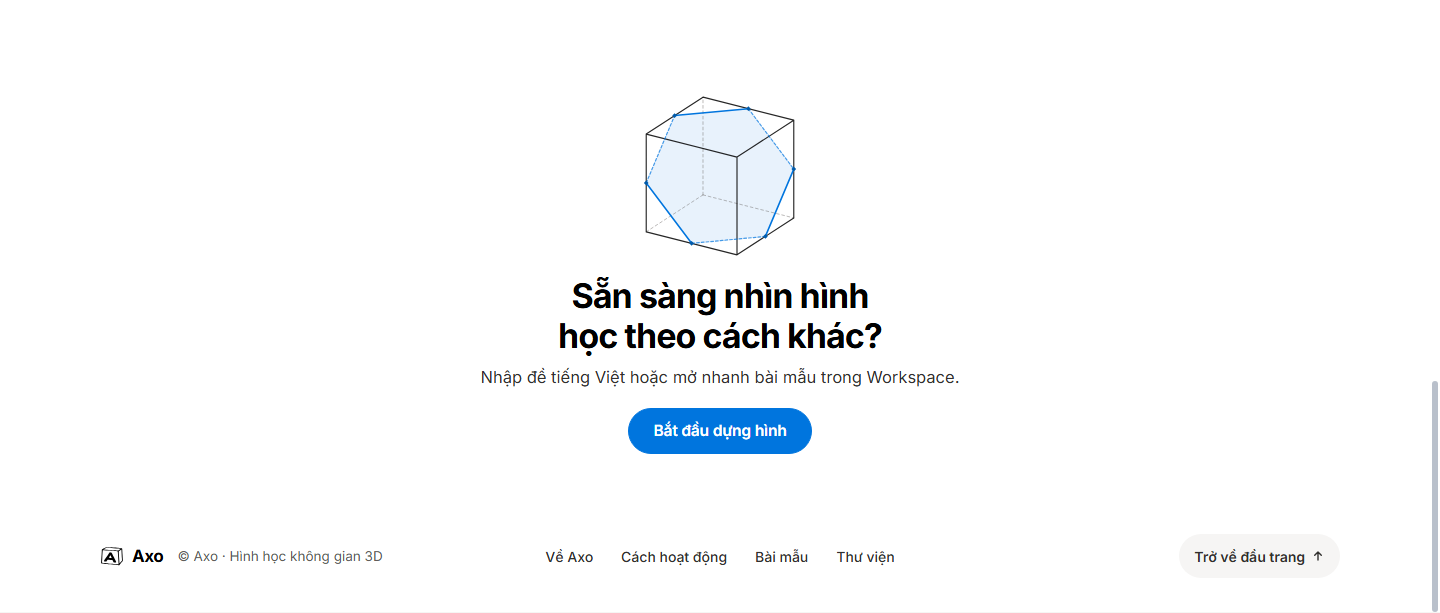 Sẵn sàng nhìn hình
học theo cách khác?
Nhập đề tiếng Việt hoặc mở nhanh bài mẫu trong Workspace.
Bắt đầu dựng hình
A Axo © Axo · Hình học không gian 3D Về Axo Cách hoạt động Bài mẫu Thư viện Trở về đầu trang ↑